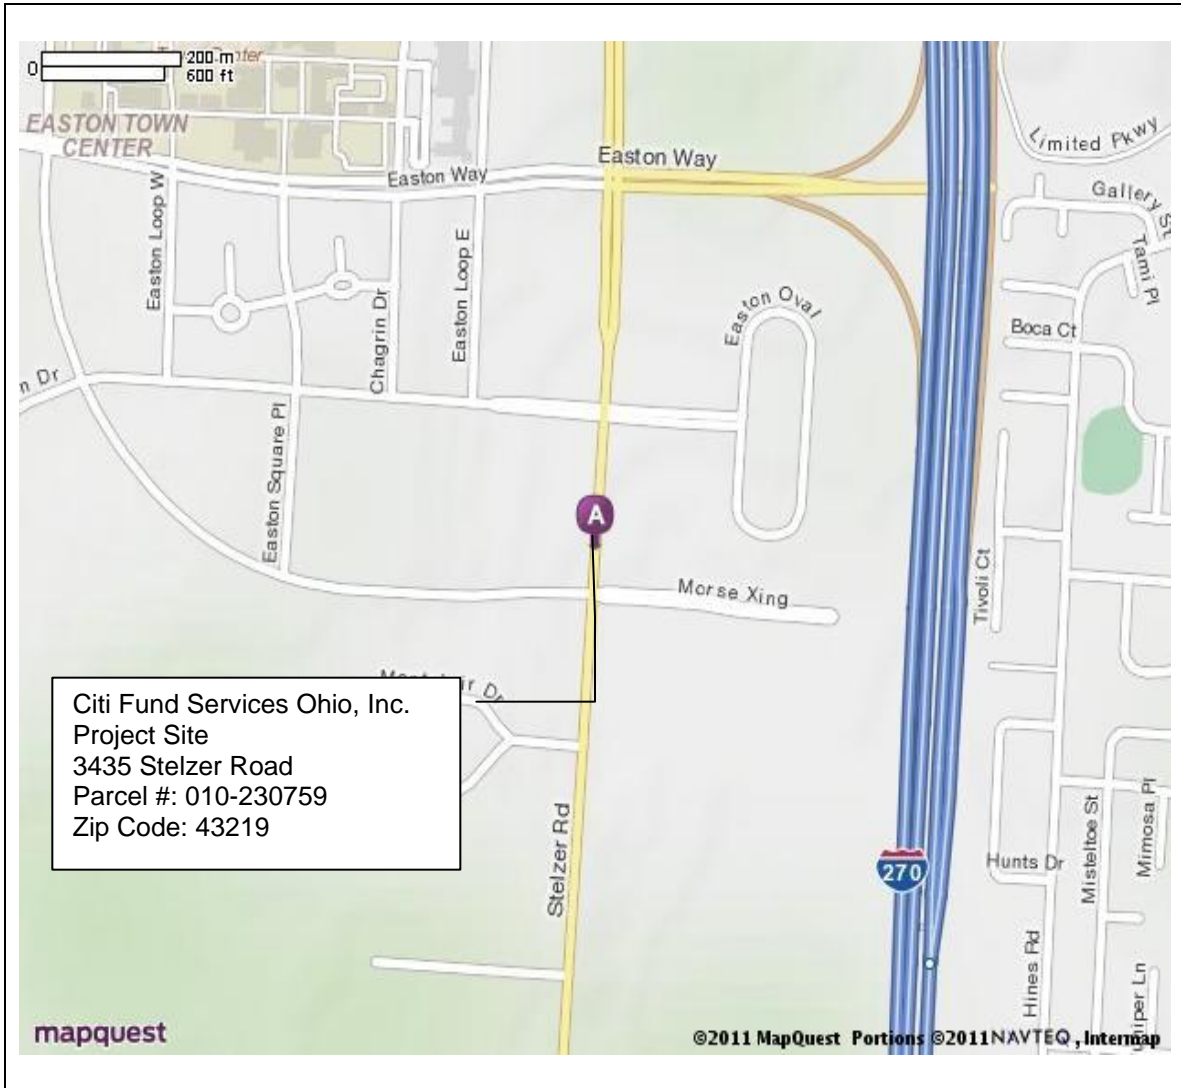 0
200 m
600 ft
EASTON TOWN
CENTER
Easton Way
Easton Way
Limited Pkwy
Gallery St
Tami Pl
Easton Loop W
Easton Loop E
Chagrin Dr
Easton Oval
Boca Ct
n Dr
Easton Square Pl
A
Morse Xing
Tivoli Ct
Citi Fund Services Ohio, Inc.
Project Site
3435 Stelzer Road
Parcel #: 010-230759
Zip Code: 43219
Stelzer Rd
270
Hunts Dr
Misteltoe St
Mimosa Pl
Hines Rd
mapquest
©2011 MapQuest Portions ©2011 NAVTEQ, Intermap